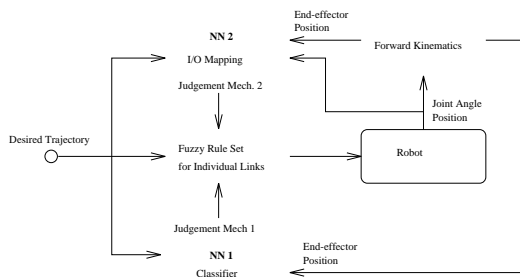 End-effector
Position
NN 2
I/O Mapping
Forward Kinematics
Judgement Mech. 2
Joint Angle
Position
Desired Trajectory
Fuzzy Rule Set
for Individual Links
Robot
Judgement Mech 1
NN 1
Classifier
End-effector
Position